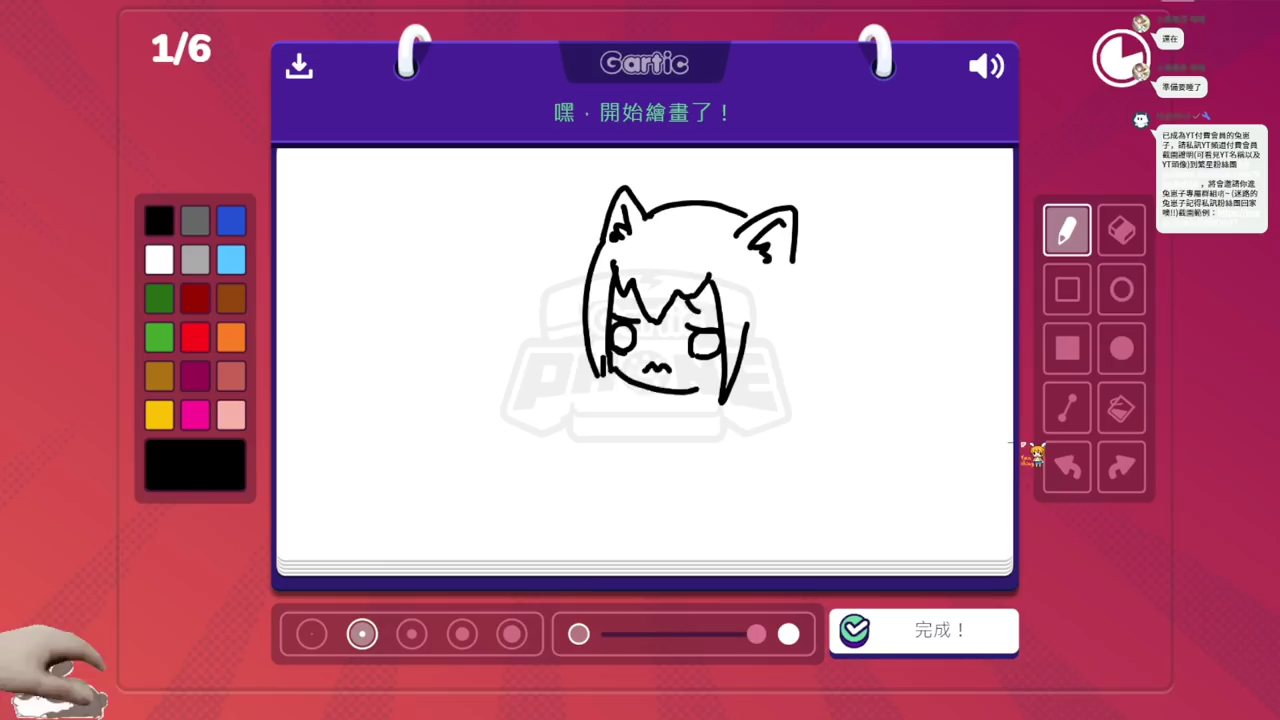 1/6
Gartic
嘿，開始繪畫了！
還在
準備要睡了
已成為YT付費會員的兔崽
子，請私訊YT頻道付費會員
截圖證明(可看見YT名稱以及
YT頭像)到繁星粉絲團
，將會邀請你進
兔崽子專屬群組唷~(迷路的
兔崽子記得私訊粉絲團回家
噢!!)截圖範例：
PHONE
完成！